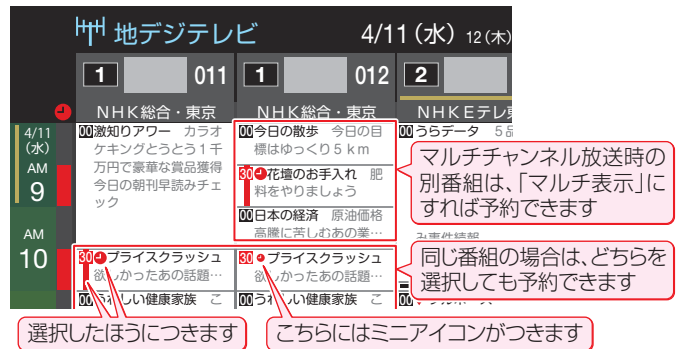 地デジテレビ 4/11(水) 12(木)
1 011 1 012 2
NHK総合・東京 NHK総合・東京 NHKEテレ
4/11
(水)
AM
9
AM
10
00激知りアワー カラオ
ケキングとうとう1千
万円で豪華な賞品獲得
今日の朝刊早読みチェ
ック
30プライスクラッシュ
欲しかったあの話題…
00うれしい健康家族 こ
00今日の散歩 今日の目
標はゆっくり5km
30花壇のお手入れ 肥
料をやりましょう
00日本の経済 原油価格
高騰に苦しむあの業…
30プライスクラッシュ
欲しかったあの話題…
00うれしい健康家族 こ
00うらデータ 5
マルチチャンネル放送時の
別番組は、「マルチ表示」に
すれば予約できます
同じ番組の場合は、どちらを
選択しても予約できます
選択したほうにつきます
こちらにはミニアイコンがつきます